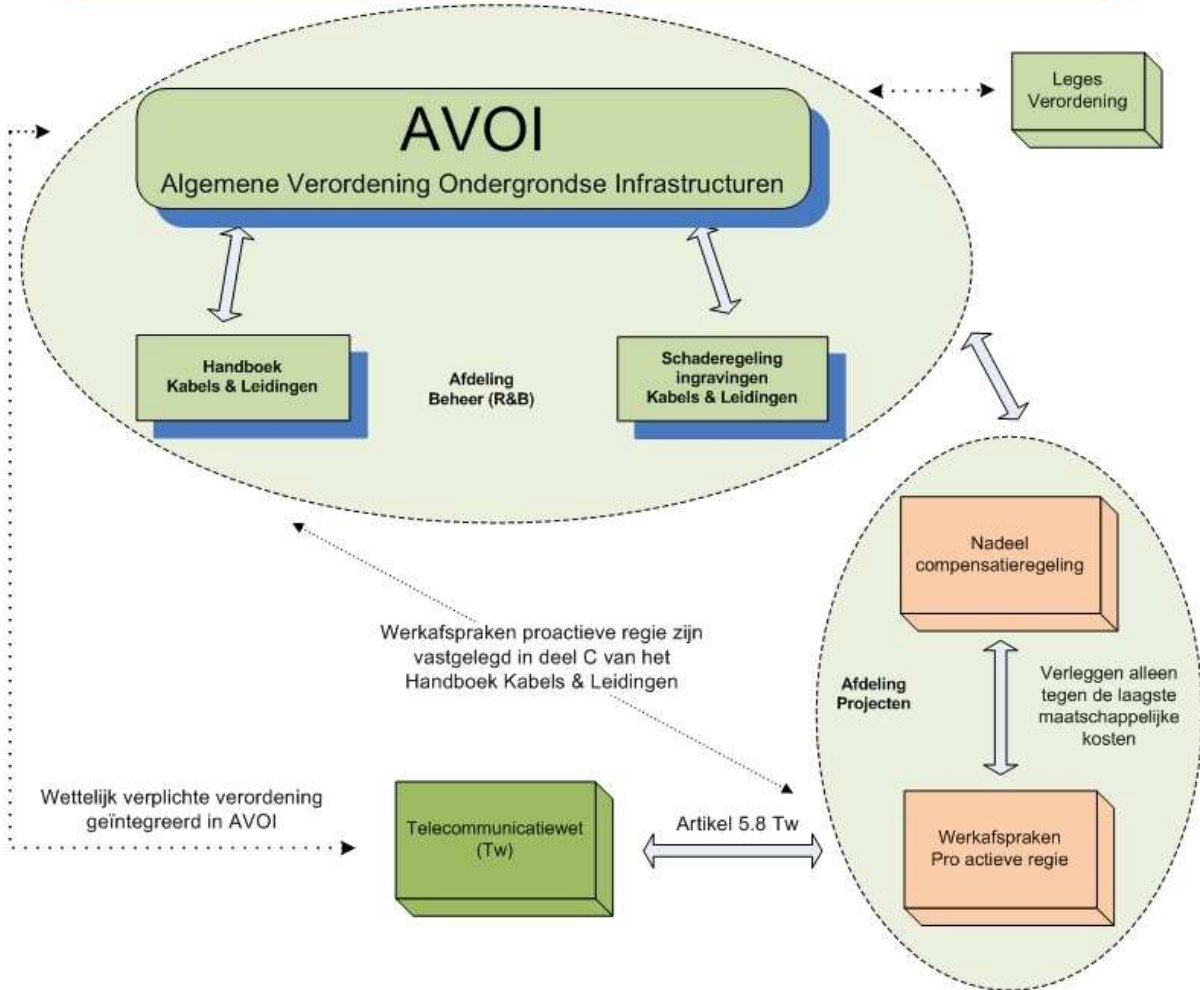 Leges
Verordening
AVOI
Algemene Verordening Ondergrondse Infrastructuren
Handboek
Kabels & Leidingen
Afdeling
Beheer (R&B)
Schaderegeling
ingravingen
Kabels & Leidingen
Nadeel
compensatieregeling
Werkafspraken proactieve regie zijn
vastgelegd in deel C van het
Handboek Kabels & Leidingen
Afdeling
Projecten
Verleggen alleen
tegen de laagste
maatschappelijke
kosten
Wettelijk verplichte verordening
geïntegreerd in AVOI
Telecommunicatiewet
(Tw)
Artikel 5.8 Tw
Werkafspraken
Pro actieve regie